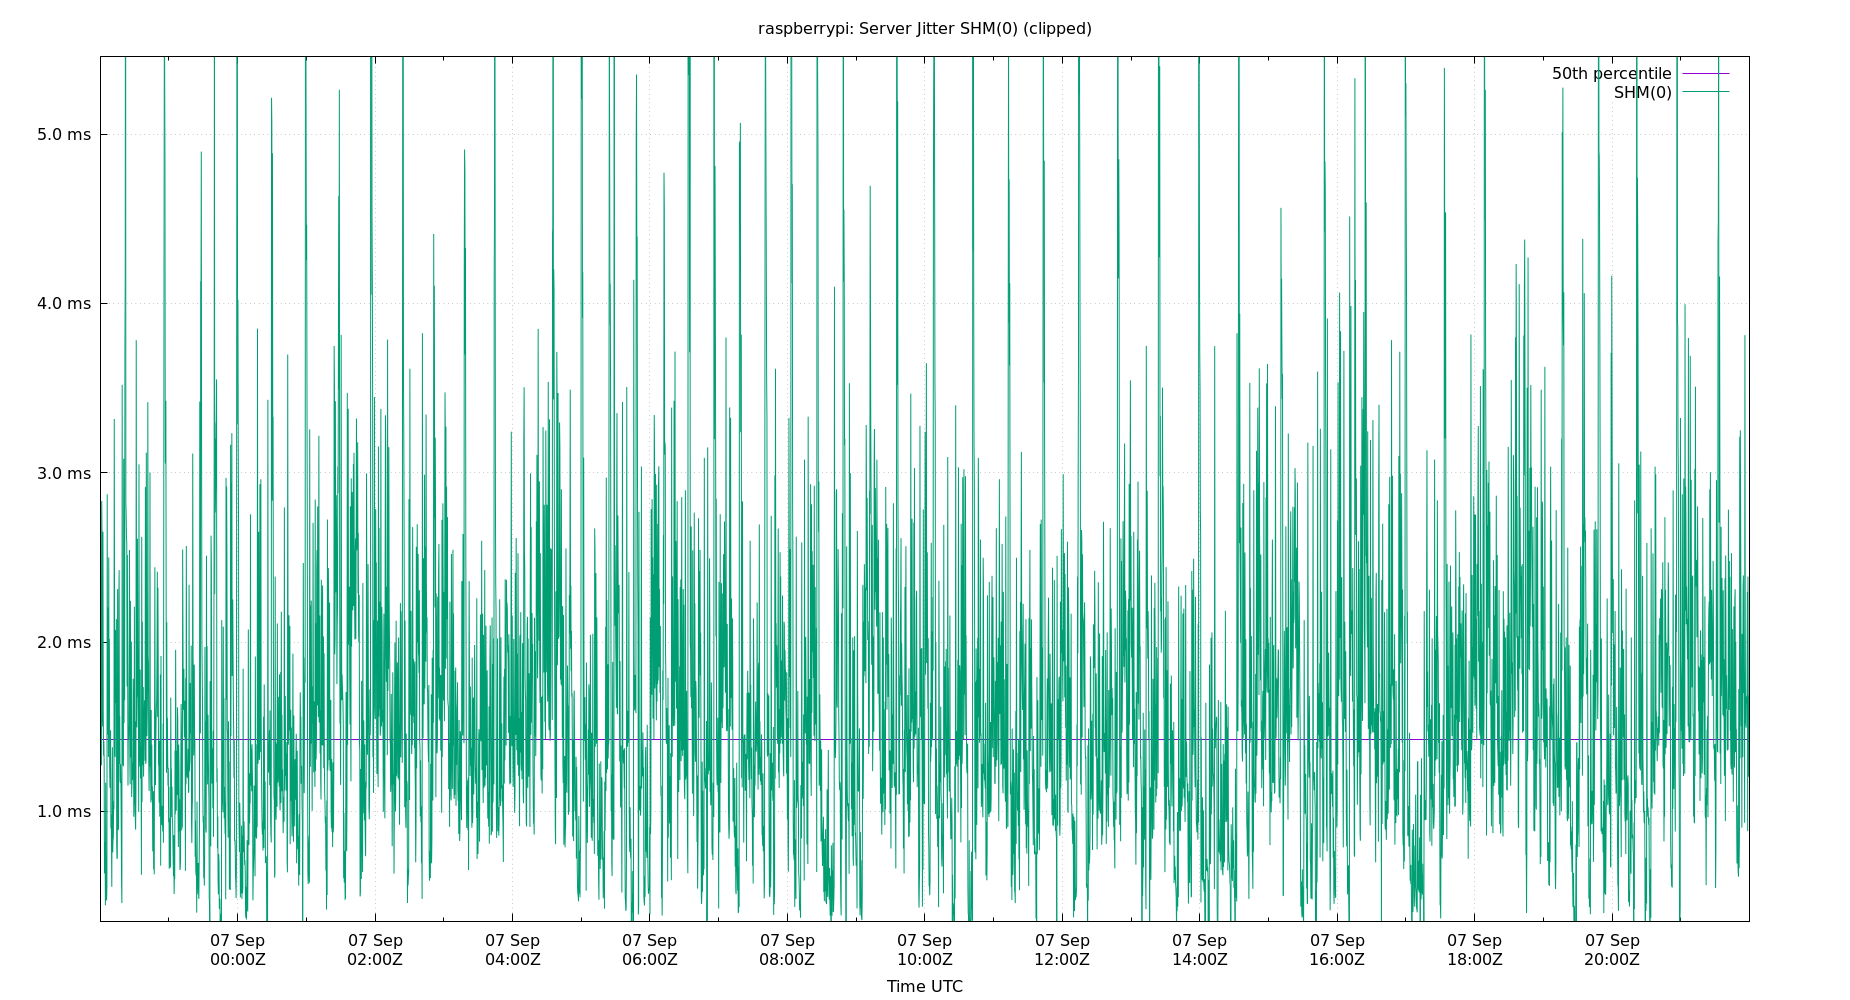 raspberrypi: Server Jitter SHM(0) (clipped)
50th percentile
SHM(0)
5.0 ms
4.0 ms
3.0 ms
2.0 ms
1.0 ms
07 Sep 07 Sep 07 Sep 07 Sep 07 Sep 07 Sep 07 Sep 07 Sep 07 Sep 07 Sep 07 Sep
00:00Z 02:00Z 04:00Z 06:00Z 08:00Z 10:00Z 12:00Z 14:00Z 16:00Z 18:00Z 20:00Z
Time UTC